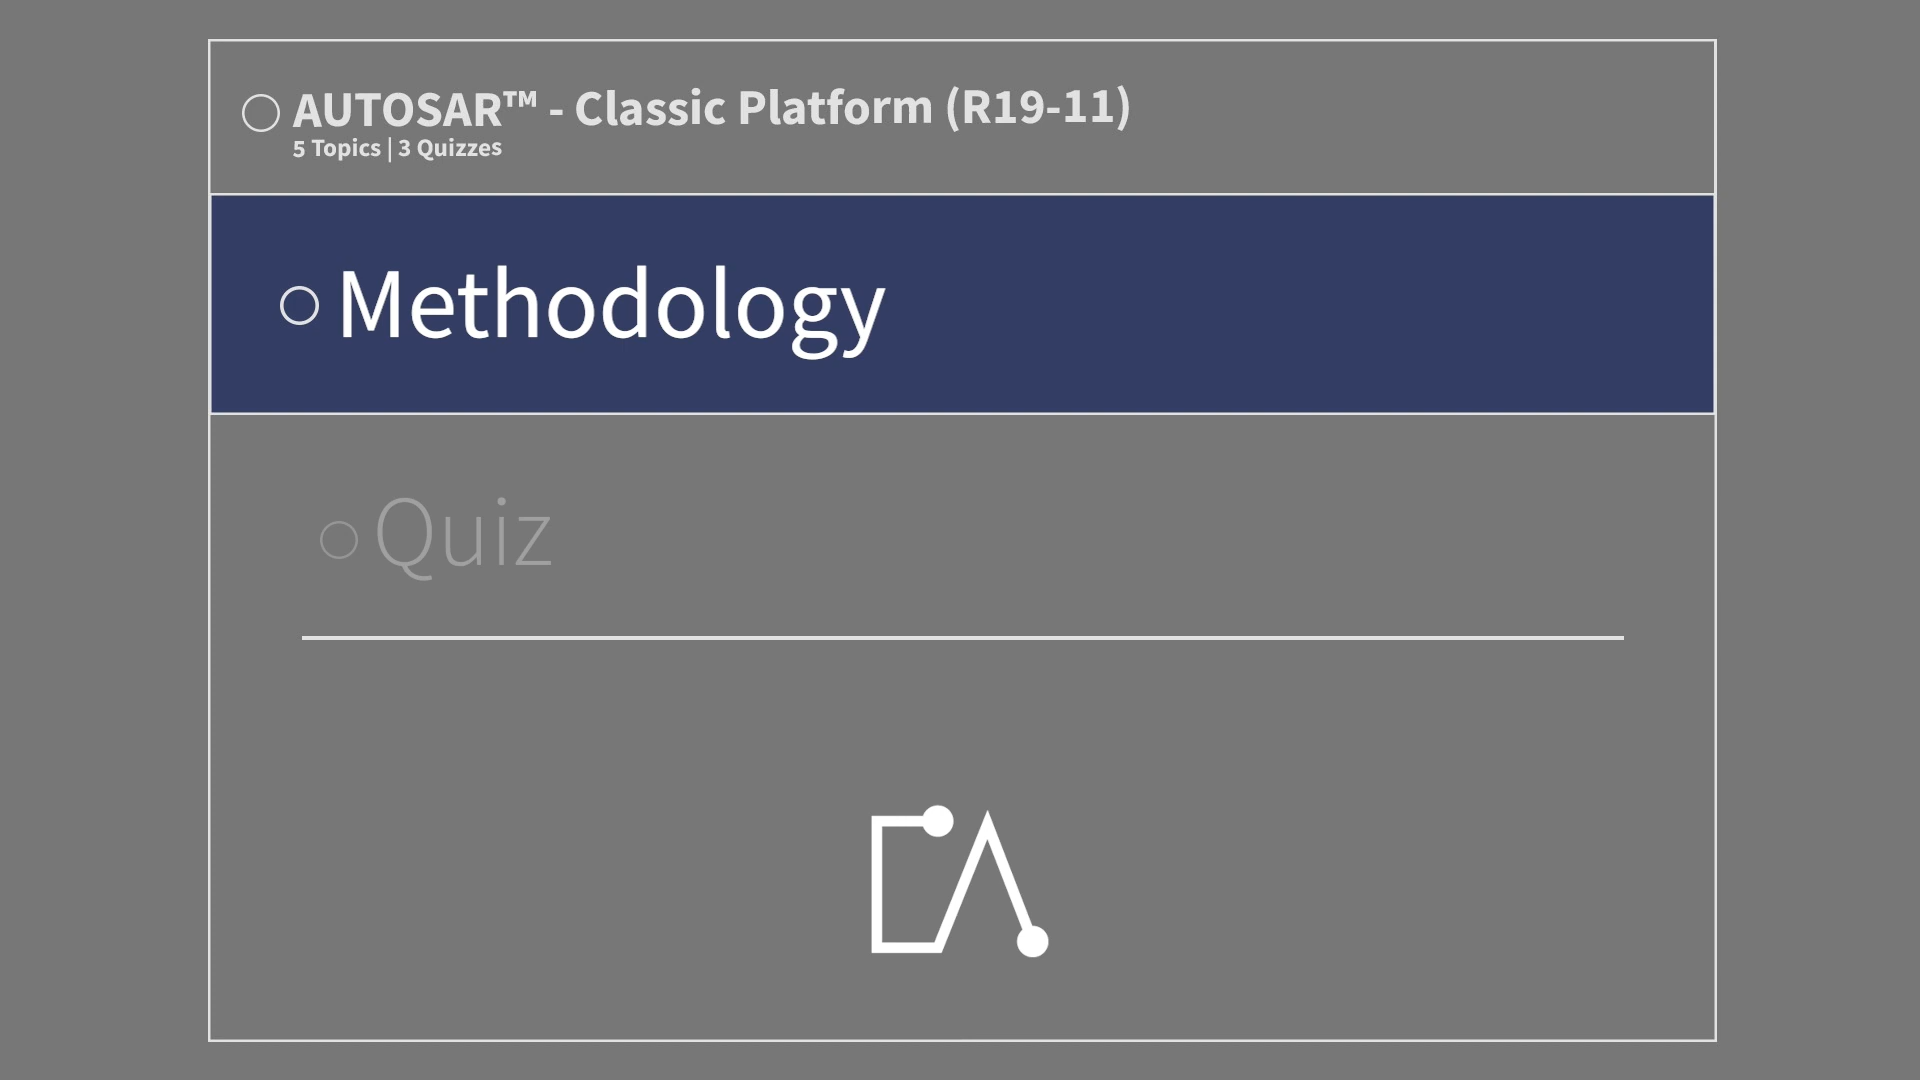 AUTOSAR™ - Classic Platform (R19-11)
5 Topics | 3 Quizzes
Methodology
Quiz